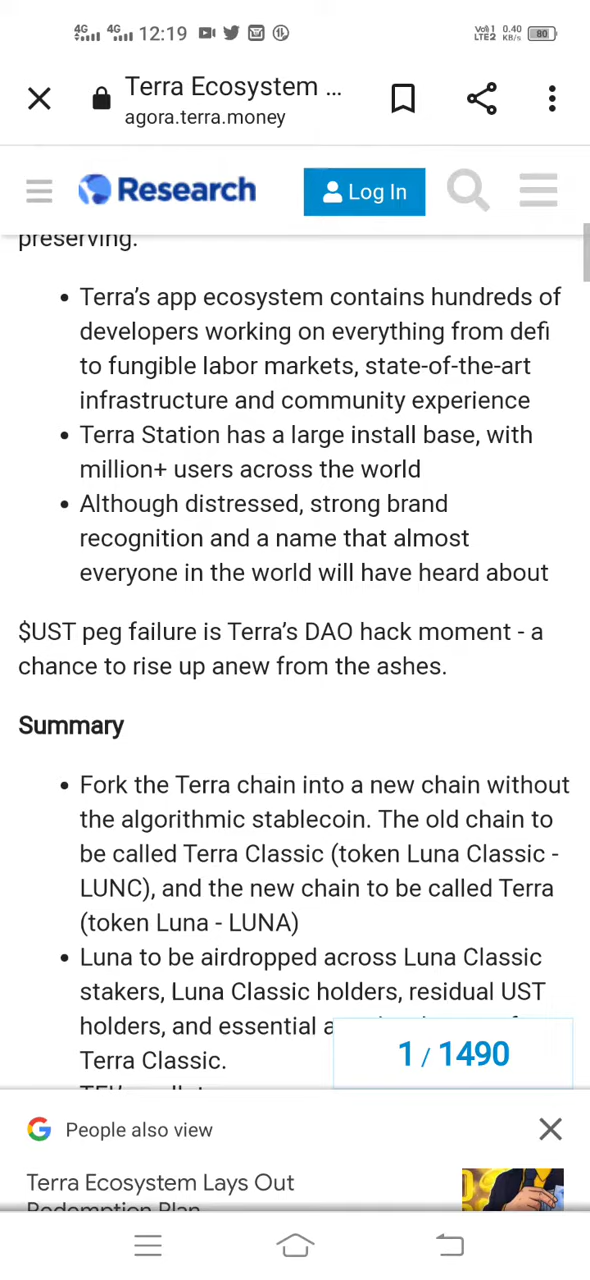 4G 4G 12:19 Vo) 1 LTE2 0.40 KB/s 80
Terra Ecosystem ...
agora.terra.money
Research Log In
preserving.
• Terra’s app ecosystem contains hundreds of
developers working on everything from defi
to fungible labor markets, state-of-the-art
infrastructure and community experience
• Terra Station has a large install base, with
million+ users across the world
• Although distressed, strong brand
recognition and a name that almost
everyone in the world will have heard about
$UST peg failure is Terra’s DAO hack moment - a
chance to rise up anew from the ashes.
Summary
• Fork the Terra chain into a new chain without
the algorithmic stablecoin. The old chain to
be called Terra Classic (token Luna Classic -
LUNC), and the new chain to be called Terra
(token Luna - LUNA)
• Luna to be airdropped across Luna Classic
stakers, Luna Classic holders, residual UST
holders, and essential
Terra Classic.
1 / 1490
People also view
Terra Ecosystem Lays Out
Redemption Plan